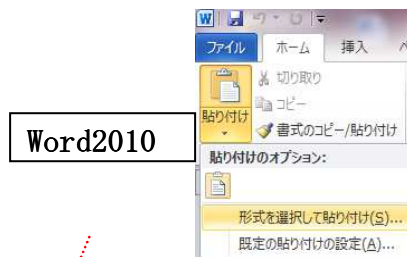 W
ファイル ホーム 挿入
切り取り
コピー
貼り付け
書式のコピー/貼り付け
Word2010
貼り付けのオプション:
形式を選択して貼り付け(S)...
既定の貼り付けの設定(A)...